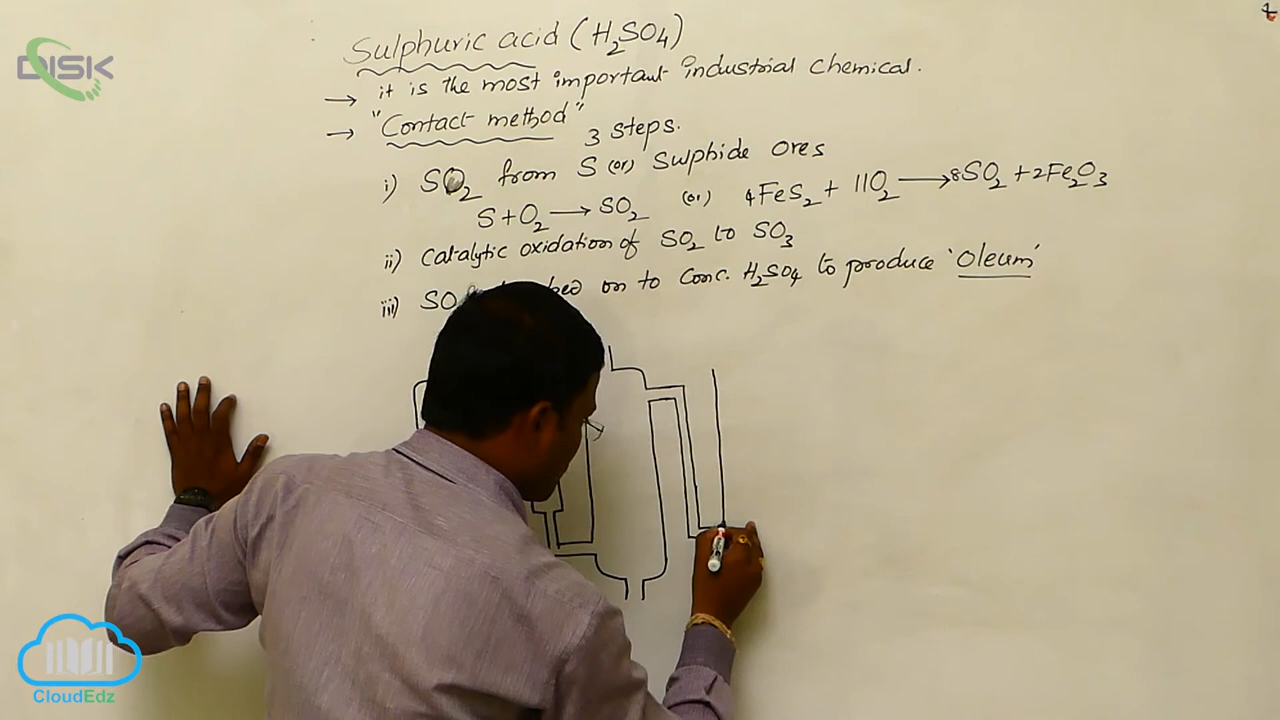 DISK
Sulphuric acid (H₂SO₄)
→ it is the most important industrial chemical.
→ "Contact method"
3 steps.
i) SO₂ from S (or) Sulphide Ores
S + O₂ → SO₂ (or) 4FeS₂ + 11O₂ → 8SO₂ + 2Fe₂O₃
ii) Catalytic oxidation of SO₂ to SO₃
iii) SO on to Conc. H₂SO₄ to produce 'Oleum'
CloudEdz